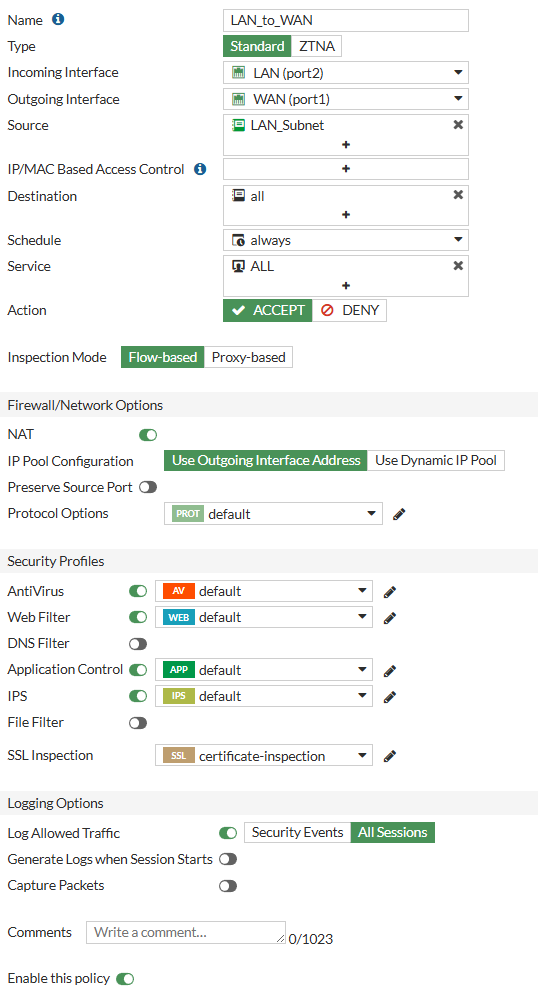 Name LAN_to_WAN
Type Standard ZTNA
Incoming Interface LAN (port2)
Outgoing Interface WAN (port1)
Source LAN_Subnet
+
IP/MAC Based Access Control +
Destination all
+
Schedule always
Service ALL
+
Action ACCEPT DENY
Inspection Mode Flow-based Proxy-based
Firewall/Network Options
NAT
IP Pool Configuration Use Outgoing Interface Address Use Dynamic IP Pool
Preserve Source Port
Protocol Options PROT default
Security Profiles
AntiVirus AV default
Web Filter WEB default
DNS Filter
Application Control APP default
IPS IPS default
File Filter
SSL Inspection SSL certificate-inspection
Logging Options
Log Allowed Traffic Security Events All Sessions
Generate Logs when Session Starts
Capture Packets
Comments Write a comment... 0/1023
Enable this policy